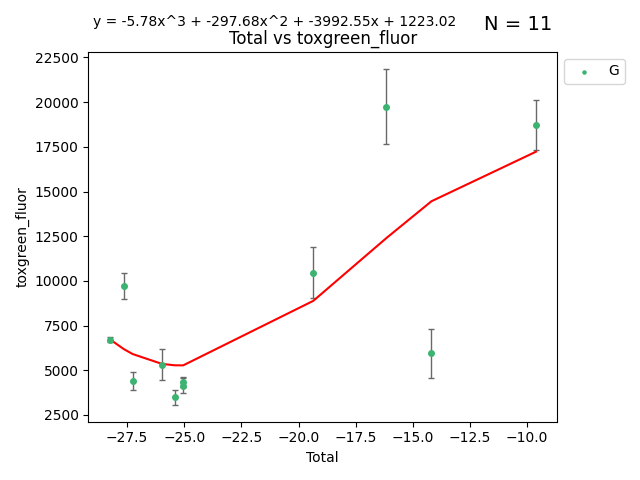 y = -5.78x^3 + -297.68x^2 + -3992.55x + 1223.02
N = 11
Total vs toxgreen_fluor
G
22500
20000
17500
15000
12500
10000
7500
5000
2500
toxgreen_fluor
−27.5 −25.0 −22.5 −20.0 −17.5 −15.0 −12.5 −10.0
Total